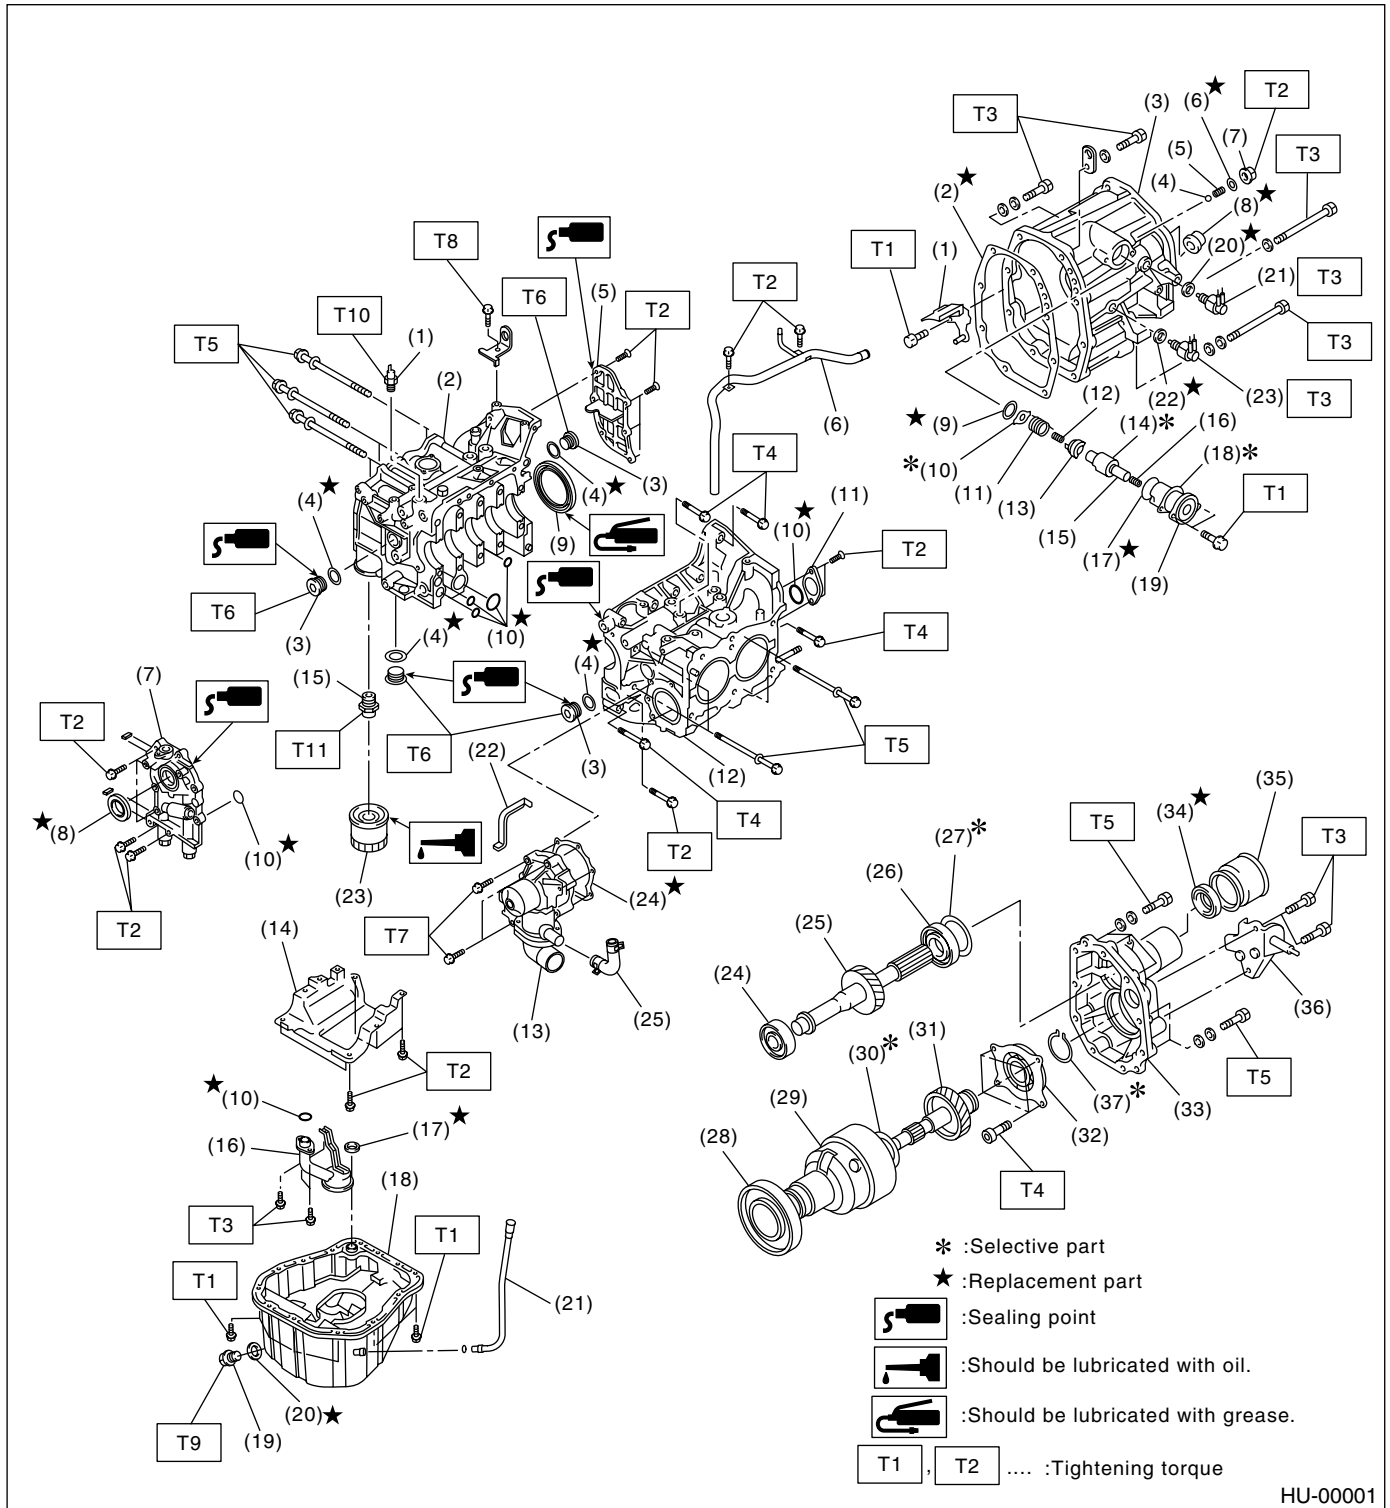 T3
(6)★
T2
(3)
(7)
(5)
T3
(2)★
(4)
(8)★
T8
T1
(1)
(20)★
T6
(5)
T2
T2
(21)
T3
T10
T5
(1)
T3
(2)
(12)
(22)★
(23)
T3
★(9)
(14)*
(16)
(6)
T4
*(10)
(18)*
(3)
(4)★
(4)★
(11)
(11)
(13)
T1
(10)★
(9)
(15)
(17)★
T2
(19)
T6
(3)
(10)★
(4)★
T4
(4)★
(7)
(15)
T2
T11
T6
(22)
(3)
(12)
T5
(35)
(34)★
T5
★(8)
T4
T3
(27)*
(10)★
T2
(26)
(23)
(24)★
T2
(14)
T7
(25)
(36)
(24)
(13)
(25)
(31)
(30)*
T2
T5
★(10)
(29)
(37)*
(33)
(17)★
(32)
(16)
(28)
(18)
T4
T3
T1
* :Selective part
T1
★ :Replacement part
(21)
:Sealing point
:Should be lubricated with oil.
(20)★
:Should be lubricated with grease.
T9
(19)
T1 , T2 .... :Tightening torque
HU-00001